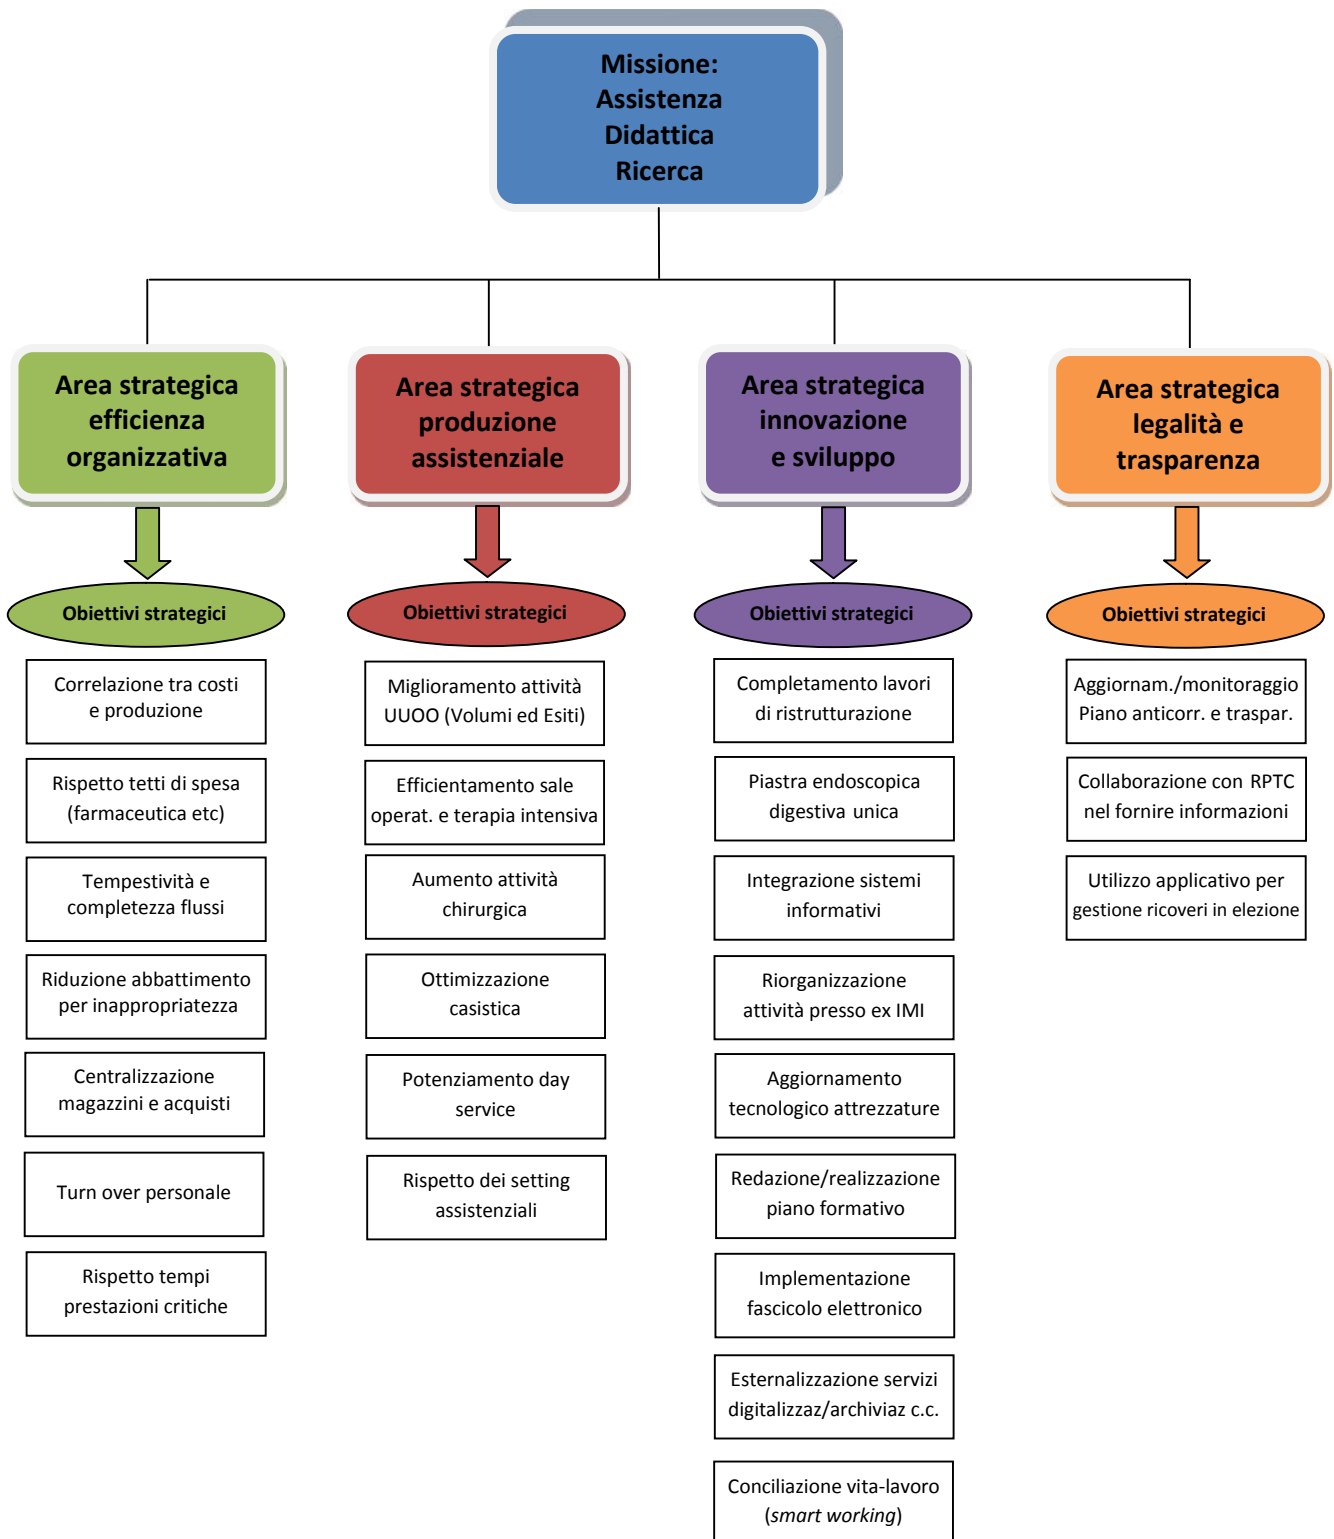 Missione:
Assistenza
Didattica
Ricerca
Area strategica
efficienza
organizzativa
Obiettivi strategici
Correlazione tra costi
e produzione
Rispetto tetti di spesa
(farmaceutica etc)
Tempestività e
completezza flussi
Riduzione abbattimento
per inappropriatezza
Centralizzazione
magazzini e acquisti
Turn over personale
Rispetto tempi
prestazioni critiche
Area strategica
produzione
assistenziale
Obiettivi strategici
Miglioramento attività
UUOO (Volumi ed Esiti)
Efficientamento sale
operat. e terapia intensiva
Aumento attività
chirurgica
Ottimizzazione
casistica
Potenziamento day
service
Rispetto dei setting
assistenziali
Area strategica
innovazione
e sviluppo
Obiettivi strategici
Completamento lavori
di ristrutturazione
Piastra endoscopica
digestiva unica
Integrazione sistemi
informativi
Riorganizzazione
attività presso ex IMI
Aggiornamento
tecnologico attrezzature
Redazione/realizzazione
piano formativo
Implementazione
fascicolo elettronico
Esternalizzazione servizi
digitalizzaz/archiviaz c.c.
Conciliazione vita-lavoro
(smart working)
Area strategica
legalità e
trasparenza
Obiettivi strategici
Aggiornam./monitoraggio
Piano anticorr. e traspar.
Collaborazione con RPTC
nel fornire informazioni
Utilizzo applicativo per
gestione ricoveri in elezione